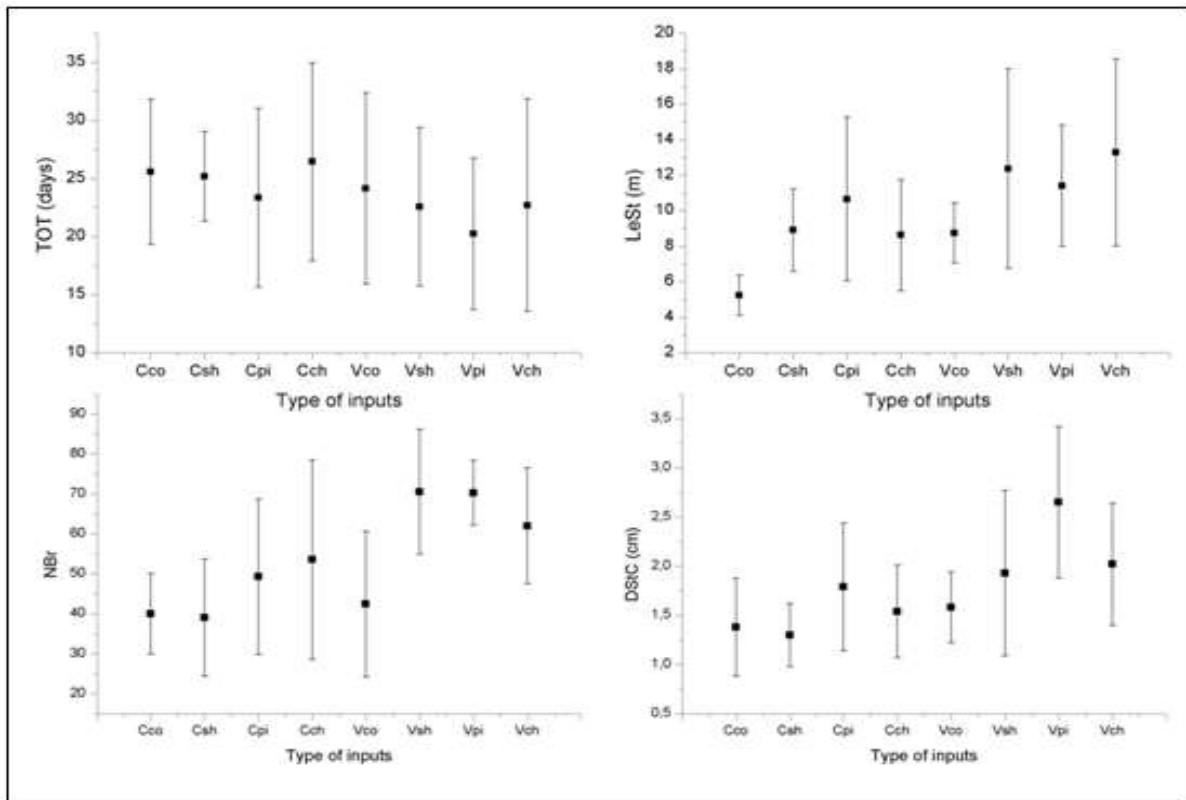 TOT (days)
35
30
25
20
15
10
Cco Csh Cpi Cch Vco Vsh Vpi Vch
Type of inputs
LeSt (m)
20
18
16
14
12
10
8
6
4
2
Cco Csh Cpi Cch Vco Vsh Vpi Vch
Type of inputs
NBr
90
80
70
60
50
40
30
20
Cco Csh Cpi Cch Vco Vsh Vpi Vch
Type of inputs
DStC (cm)
3,5
3,0
2,5
2,0
1,5
1,0
0,5
Cco Csh Cpi Cch Vco Vsh Vpi Vch
Type of inputs